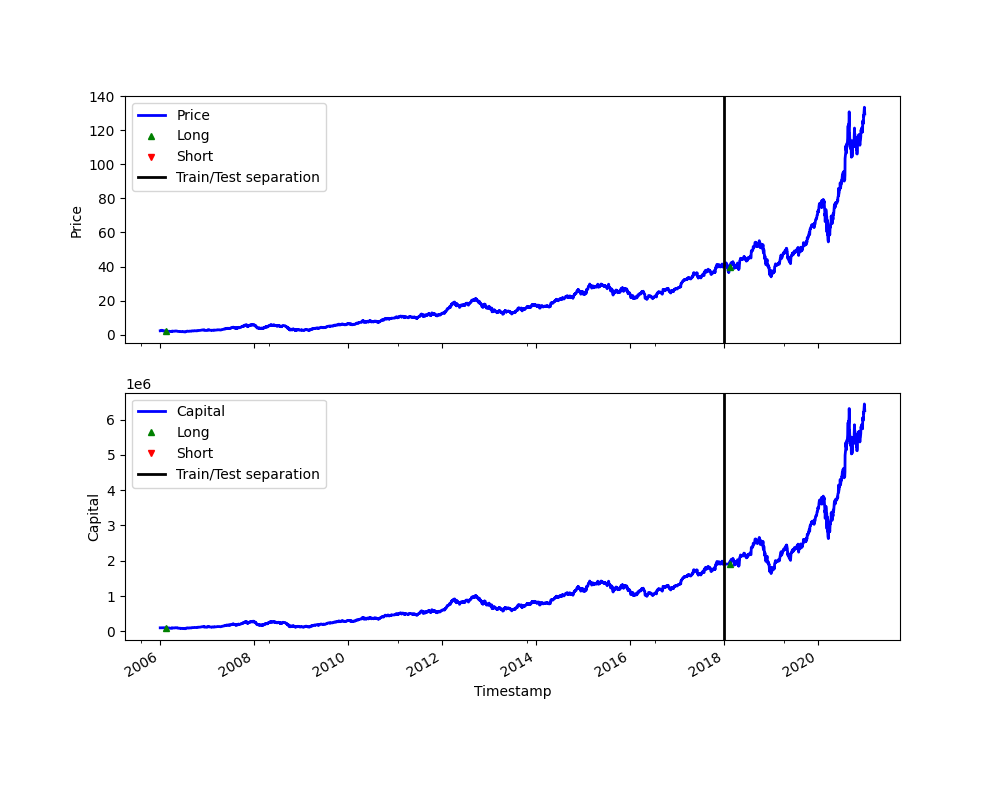 140
120
100
80
60
40
20
0
Price
Price
Long
Short
Train/Test separation
1e6
6
5
4
3
2
1
0
Capital
Capital
Long
Short
Train/Test separation
2006
2008
2010
2012
2014
2016
2018
2020
Timestamp